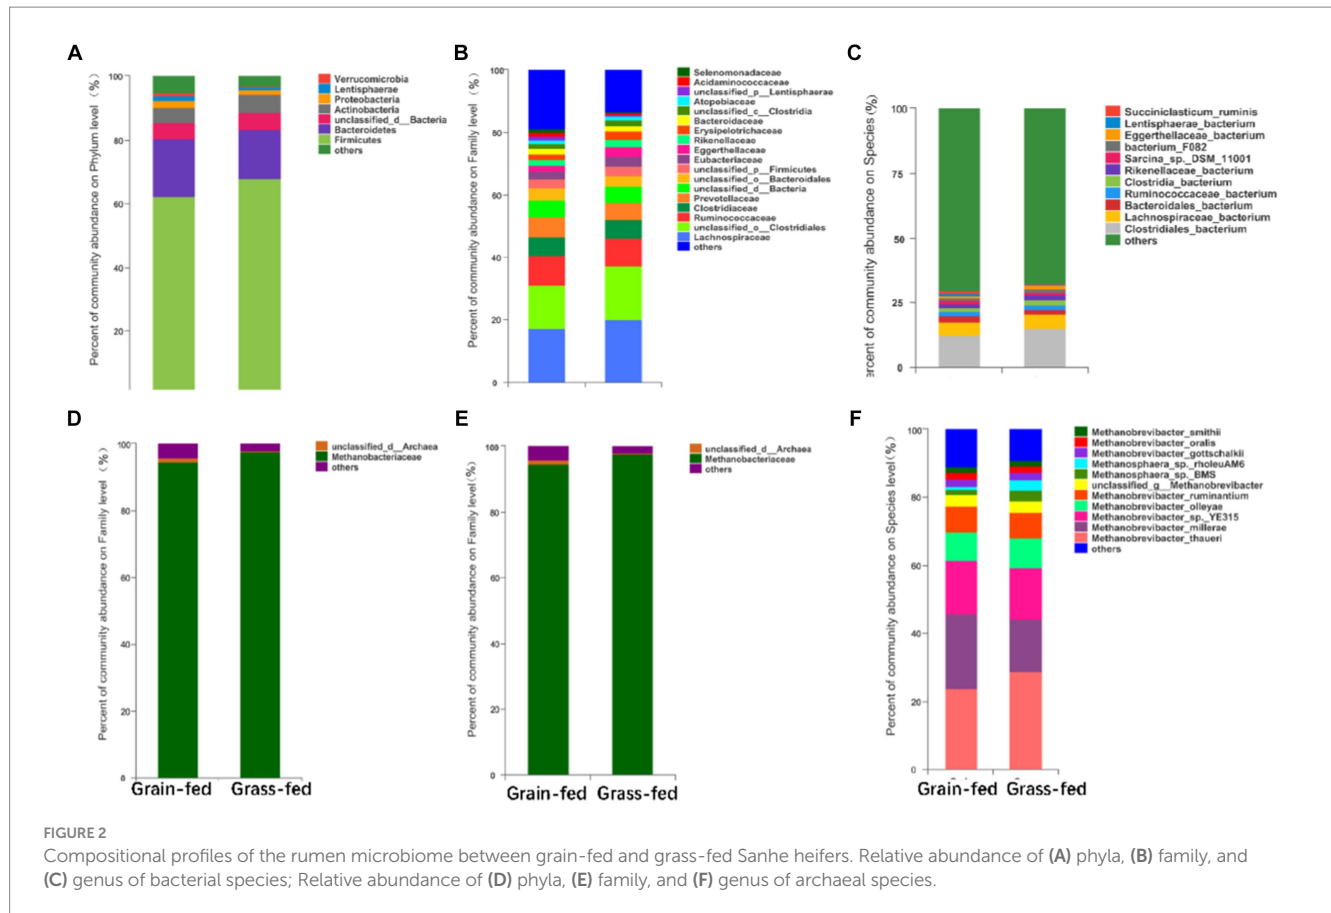 A
Percent of community abundance on Phylum level (%)
100
80
60
40
20
Verrucomicrobia
Lentisphaerae
Proteobacteria
Actinobacteria
unclassified_d__Bacteria
Bacteroidetes
Firmicutes
others
B
Percent of community abundance on Family level (%)
100
80
60
40
20
0
Selenomonadaceae
Acidaminococcaceae
unclassified_p__Lentisphaerae
Atopobiaceae
unclassified_c__Clostridia
Bacteroidaceae
Erysipelotrichaceae
Rikenellaceae
Eggerthellaceae
Eubacteriaceae
unclassified_p__Firmicutes
unclassified_o__Bacteroidales
unclassified_d__Bacteria
Prevotellaceae
Clostridiaceae
Ruminococcaceae
unclassified_o__Clostridiales
Lachnospiraceae
others
C
ercent of community abundance on Species (%)
100
75
50
25
0
Succiniclasticum_ruminis
Lentisphaerae_bacterium
Eggerthellaceae_bacterium
bacterium_F082
Sarcina_sp._DSM_11001
Rikenellaceae_bacterium
Clostridia_bacterium
Ruminococcaceae_bacterium
Bacteroidales_bacterium
Lachnospiraceae_bacterium
Clostridiales_bacterium
others
D
Percent of community abundance on Family level (%)
100
80
60
40
20
0
unclassified_d__Archaea
Methanobacteriaceae
others
Grain-fed Grass-fed
E
Percent of community abundance on Family level (%)
100
80
60
40
20
0
unclassified_d__Archaea
Methanobacteriaceae
others
Grain-fed Grass-fed
F
Percent of community abundance on Species level (%)
100
80
60
40
20
0
Methanobrevibacter_smithii
Methanobrevibacter_oralis
Methanobrevibacter_gottschalkii
Methanosphaera_sp._rholeuAM6
Methanosphaera_sp._BMS
unclassified_g__Methanobrevibacter
Methanobrevibacter_ruminantium
Methanobrevibacter_olleyae
Methanobrevibacter_sp._YE315
Methanobrevibacter_millerae
Methanobrevibacter_thaueri
others
Grain-fed Grass-fed
FIGURE 2
Compositional profiles of the rumen microbiome between grain-fed and grass-fed Sanhe heifers. Relative abundance of (A) phyla, (B) family, and
(C) genus of bacterial species; Relative abundance of (D) phyla, (E) family, and (F) genus of archaeal species.